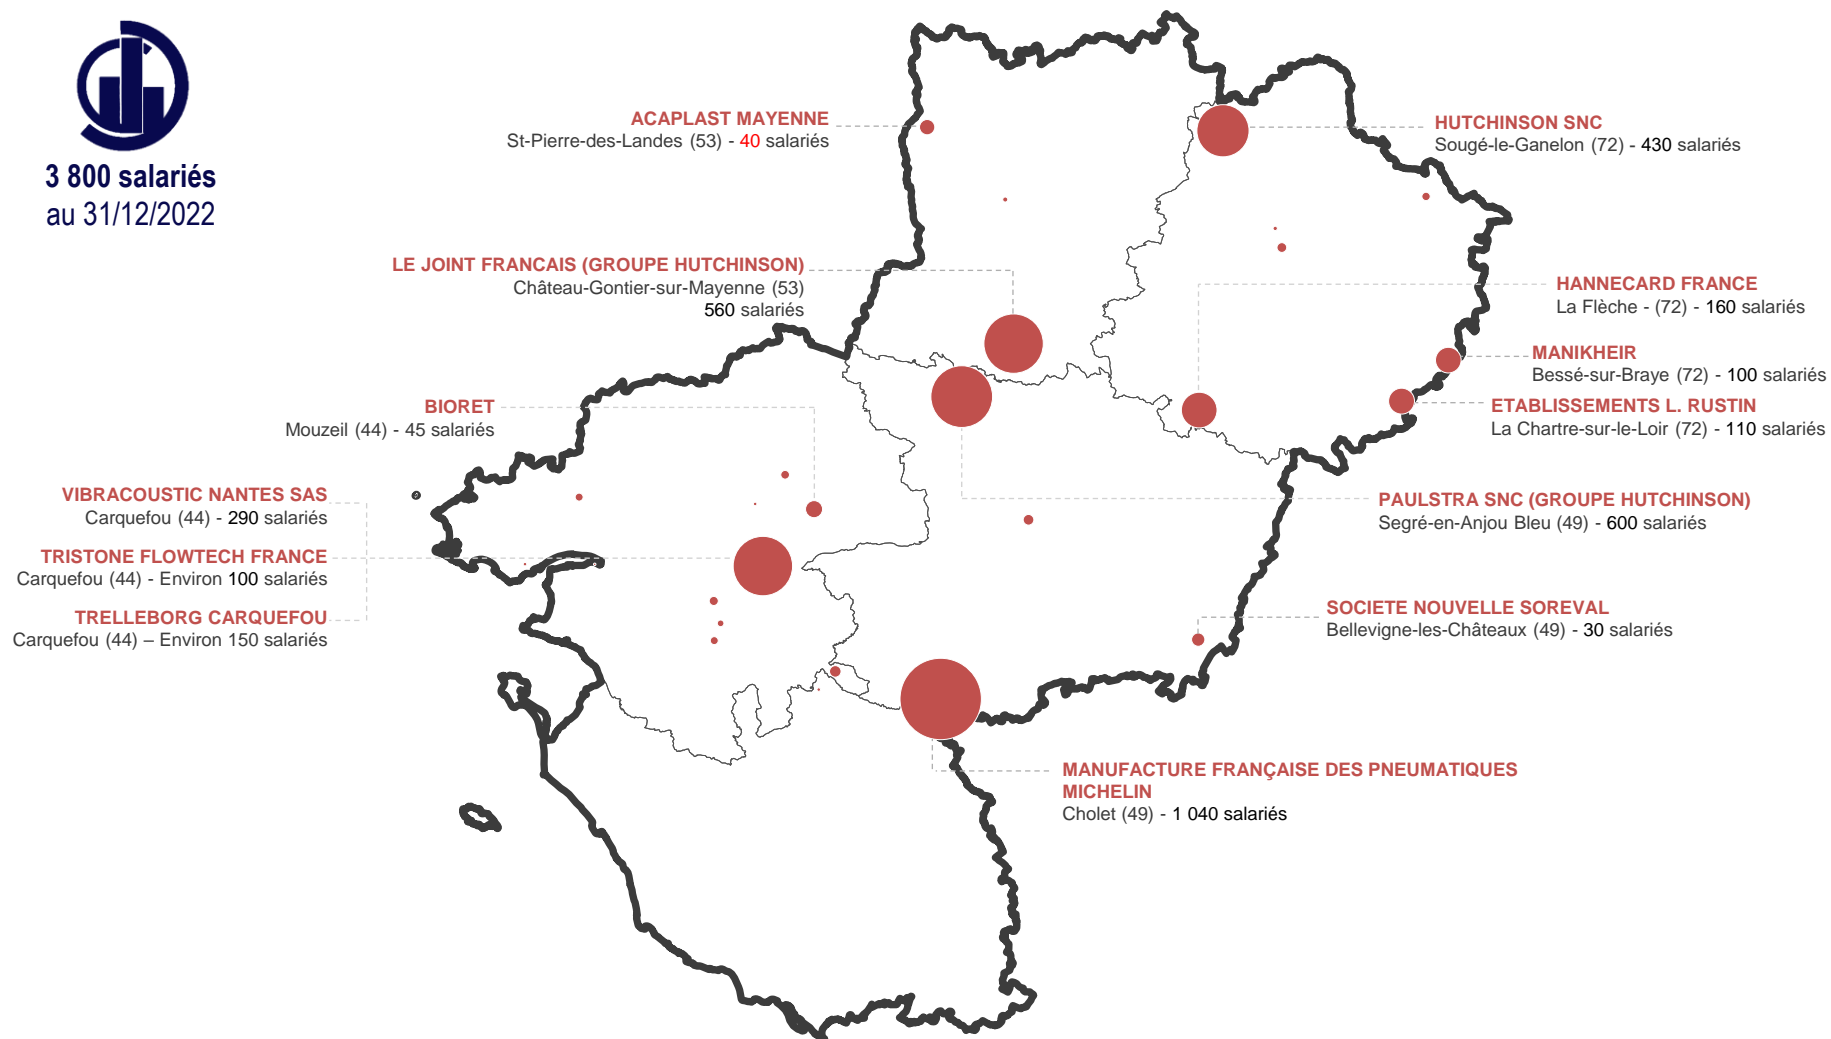 3 800 salariés
au 31/12/2022
ACAPLAST MAYENNE
St-Pierre-des-Landes (53) - 40 salariés
HUTCHINSON SNC
Sougé-le-Ganelon (72) - 430 salariés
LE JOINT FRANCAIS (GROUPE HUTCHINSON)
Château-Gontier-sur-Mayenne (53)
560 salariés
HANNECARD FRANCE
La Flèche - (72) - 160 salariés
MANIKHEIR
Bessé-sur-Braye (72) - 100 salariés
ETABLISSEMENTS L. RUSTIN
La Chartre-sur-le-Loir (72) - 110 salariés
BIORET
Mouzeil (44) - 45 salariés
VIBRACOUSTIC NANTES SAS
Carquefou (44) - 290 salariés
TRISTONE FLOWTECH FRANCE
Carquefou (44) - Environ 100 salariés
TRELLEBORG CARQUEFOU
Carquefou (44) – Environ 150 salariés
PAULSTRA SNC (GROUPE HUTCHINSON)
Segré-en-Anjou Bleu (49) - 600 salariés
SOCIETE NOUVELLE SOREVAL
Bellevigne-les-Châteaux (49) - 30 salariés
MANUFACTURE FRANÇAISE DES PNEUMATIQUES
MICHELIN
Cholet (49) - 1 040 salariés